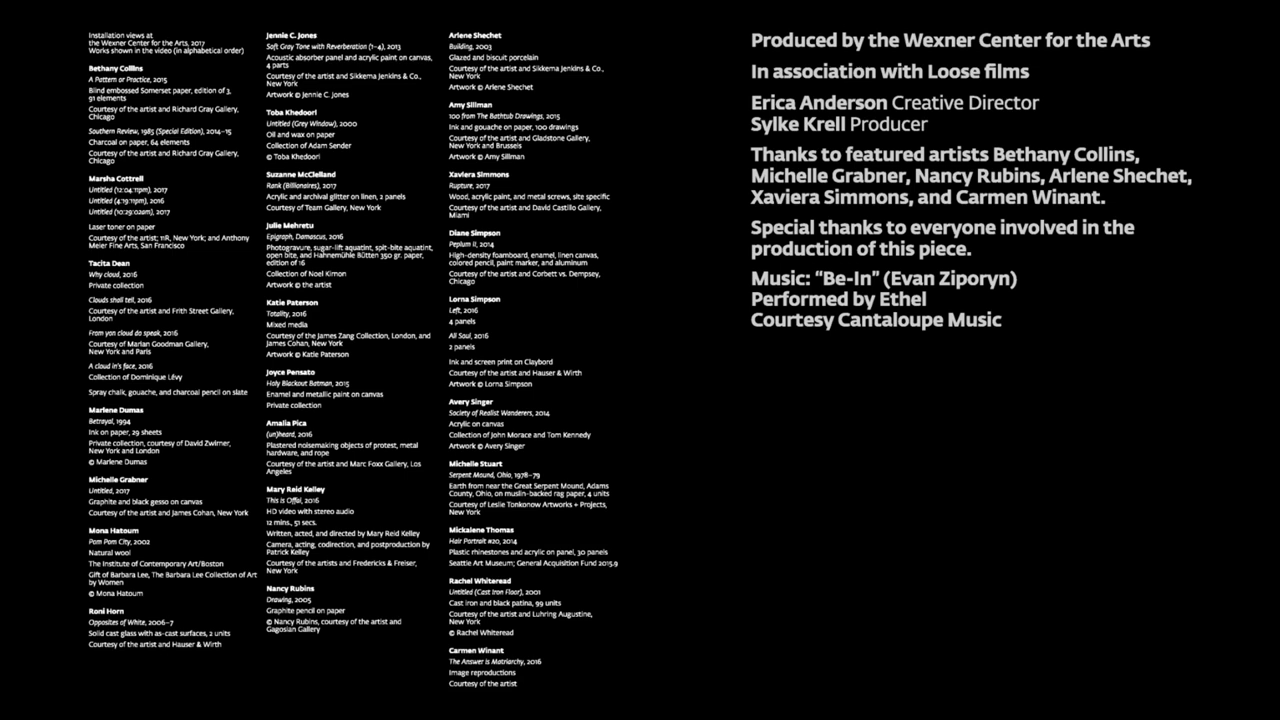 Installation views at
the Wexner Center for the Arts, 2017
Works shown in the video (in alphabetical order)
Bethany Collins
A Pattern or Practice, 2015
Blind embossed Somerset paper, edition of 3,
91 elements
Courtesy of the artist and Richard Gray Gallery,
Chicago
Southern Review, 1985 (Special Edition), 2014–15
Charcoal on paper, 64 elements
Courtesy of the artist and Richard Gray Gallery,
Chicago
Marsha Cottrell
Untitled (12:04:11pm), 2017
Untitled (4:19:11pm), 2016
Untitled (10:29:02am), 2017
Laser toner on paper
Courtesy of the artist; 11R, New York; and Anthony
Meier Fine Arts, San Francisco
Tacita Dean
Why cloud, 2016
Private collection
Clouds shall tell, 2016
Courtesy of the artist and Frith Street Gallery,
London
From yon cloud do speak, 2016
Courtesy of Marian Goodman Gallery,
New York and Paris
A cloud in's face, 2016
Collection of Dominique Lévy
Spray chalk, gouache, and charcoal pencil on slate
Marlene Dumas
Betrayal, 1994
Ink on paper, 29 sheets
Private collection, courtesy of David Zwirner,
New York and London
© Marlene Dumas
Michelle Grabner
Untitled, 2017
Graphite and black gesso on canvas
Courtesy of the artist and James Cohan, New York
Mona Hatoum
Pom Pom City, 2002
Natural wool
The Institute of Contemporary Art/Boston
Gift of Barbara Lee, The Barbara Lee Collection of Art
by Women
© Mona Hatoum
Roni Horn
Opposites of White, 2006–7
Solid cast glass with as-cast surfaces, 2 units
Courtesy of the artist and Hauser & Wirth
Jennie C. Jones
Soft Gray Tone with Reverberation (1–4), 2013
Acoustic absorber panel and acrylic paint on canvas,
4 parts
Courtesy of the artist and Sikkema Jenkins & Co.,
New York
Artwork © Jennie C. Jones
Toba Khedoori
Untitled (Grey Window), 2000
Oil and wax on paper
Collection of Adam Sender
© Toba Khedoori
Suzanne McClelland
Rank (Billionaires), 2017
Acrylic and archival glitter on linen, 2 panels
Courtesy of Team Gallery, New York
Julie Mehretu
Epigraph, Damascus, 2016
Photogravure, sugar-lift aquatint, spit-bite aquatint,
open bite, and Hahnemühle Bütten 350 gr. paper,
edition of 16
Collection of Noel Kirnon
Artwork © the artist
Katie Paterson
Totality, 2016
Mixed media
Courtesy of the James Zang Collection, London, and
James Cohan, New York
Artwork © Katie Paterson
Joyce Pensato
Holy Blackout Batman, 2015
Enamel and metallic paint on canvas
Private collection
Amalia Pica
(un)heard, 2016
Plastered noisemaking objects of protest, metal
hardware, and rope
Courtesy of the artist and Marc Foxx Gallery, Los
Angeles
Mary Reid Kelley
This is Offal, 2016
HD video with stereo audio
12 mins., 51 secs.
Written, acted, and directed by Mary Reid Kelley
Camera, acting, codirection, and postproduction by
Patrick Kelley
Courtesy of the artists and Fredericks & Freiser,
New York
Nancy Rubins
Drawing, 2005
Graphite pencil on paper
© Nancy Rubins, courtesy of the artist and
Gagosian Gallery
Arlene Shechet
Building, 2003
Glazed and biscuit porcelain
Courtesy of the artist and Sikkema Jenkins & Co.,
New York
Artwork © Arlene Shechet
Amy Sillman
100 from The Bathtub Drawings, 2015
Ink and gouache on paper, 100 drawings
Courtesy of the artist and Gladstone Gallery,
New York and Brussels
Artwork © Amy Sillman
Xaviera Simmons
Rupture, 2017
Wood, acrylic paint, and metal screws, site specific
Courtesy of the artist and David Castillo Gallery,
Miami
Diane Simpson
Peplum II, 2014
High-density foamboard, enamel, linen canvas,
colored pencil, paint marker, and aluminum
Courtesy of the artist and Corbett vs. Dempsey,
Chicago
Lorna Simpson
Left, 2016
4 panels
All Soul, 2016
2 panels
Ink and screen print on Claybord
Courtesy of the artist and Hauser & Wirth
Artwork © Lorna Simpson
Avery Singer
Society of Realist Wanderers, 2014
Acrylic on canvas
Collection of John Morace and Tom Kennedy
Artwork © Avery Singer
Michelle Stuart
Serpent Mound, Ohio, 1978–79
Earth from near the Great Serpent Mound, Adams
County, Ohio, on muslin-backed rag paper, 4 units
Courtesy of Leslie Tonkonow Artworks + Projects,
New York
Mickalene Thomas
Hair Portrait #20, 2014
Plastic rhinestones and acrylic on panel, 30 panels
Seattle Art Museum; General Acquisition Fund 2015.9
Rachel Whiteread
Untitled (Cast Iron Floor), 2001
Cast iron and black patina, 99 units
Courtesy of the artist and Luhring Augustine,
New York
© Rachel Whiteread
Carmen Winant
The Answer is Matriarchy, 2016
Image reproductions
Courtesy of the artist
Produced by the Wexner Center for the Arts
In association with Loose films
Erica Anderson Creative Director
Sylke Krell Producer
Thanks to featured artists Bethany Collins,
Michelle Grabner, Nancy Rubins, Arlene Shechet,
Xaviera Simmons, and Carmen Winant.
Special thanks to everyone involved in the
production of this piece.
Music: “Be-In” (Evan Ziporyn)
Performed by Ethel
Courtesy Cantaloupe Music